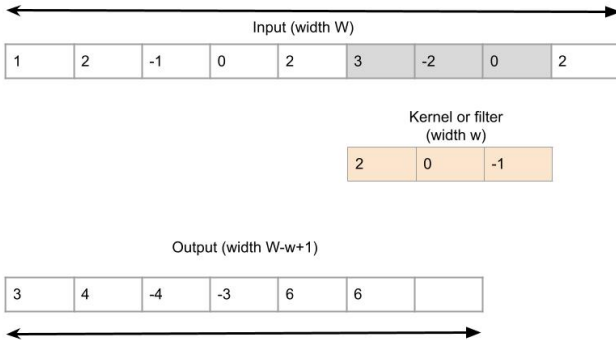 Input (width W)
1 2 -1 0 2 3 -2 0 2
Kernel or filter
(width w)
2 0 -1
Output (width W-w+1)
3 4 -4 -3 6 6